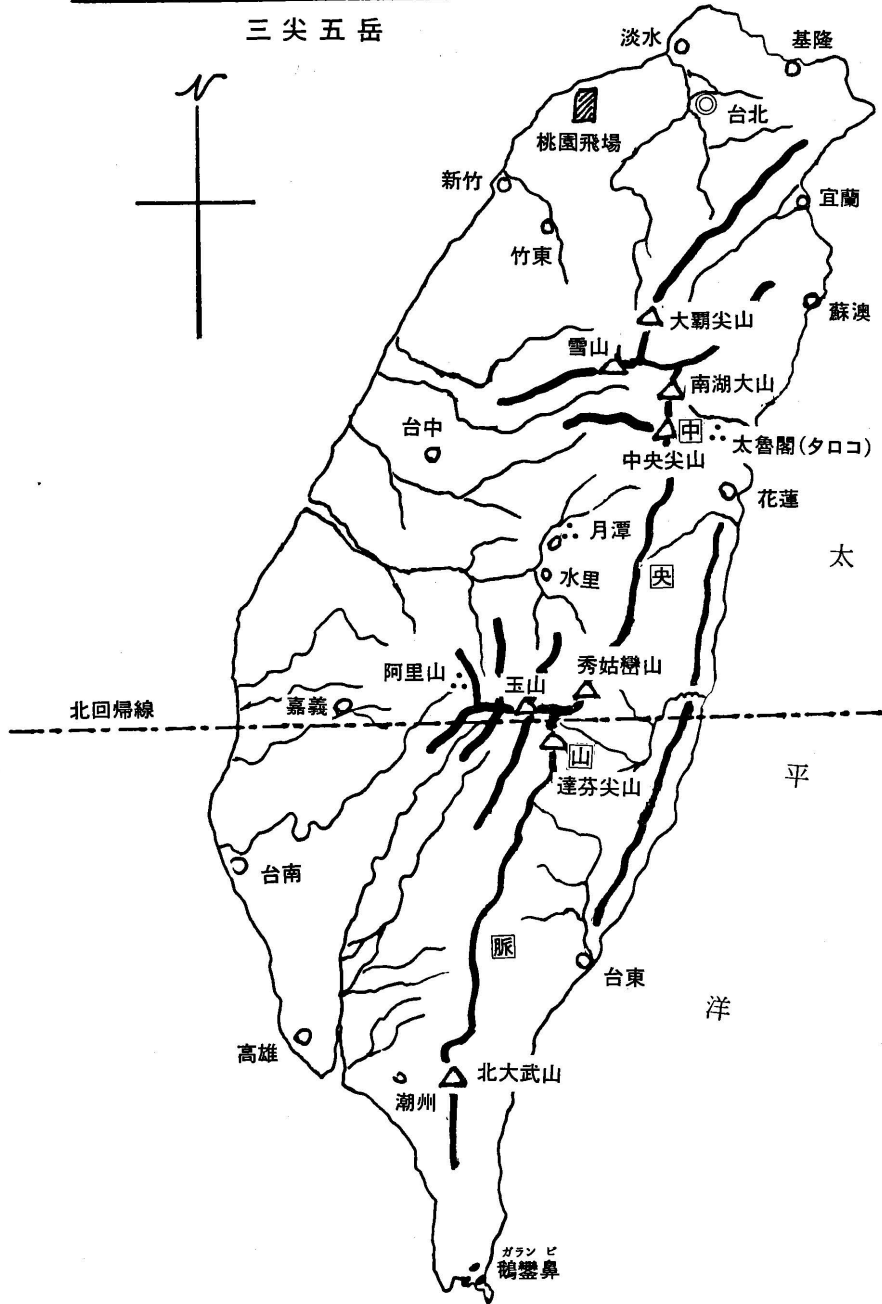 三尖五岳
N
淡水
基隆
台北
桃園飛場
新竹
宜蘭
竹東
蘇澳
大覇尖山
雪山
南湖大山
台中
中
太魯閣(タロコ)
中央尖山
花蓮
月潭
太
水里
央
阿里山
玉山
秀姑巒山
嘉義
北回帰線
山
平
達芬尖山
台南
脈
台東
洋
高雄
北大武山
潮州
ガランビ
鵝鑾鼻